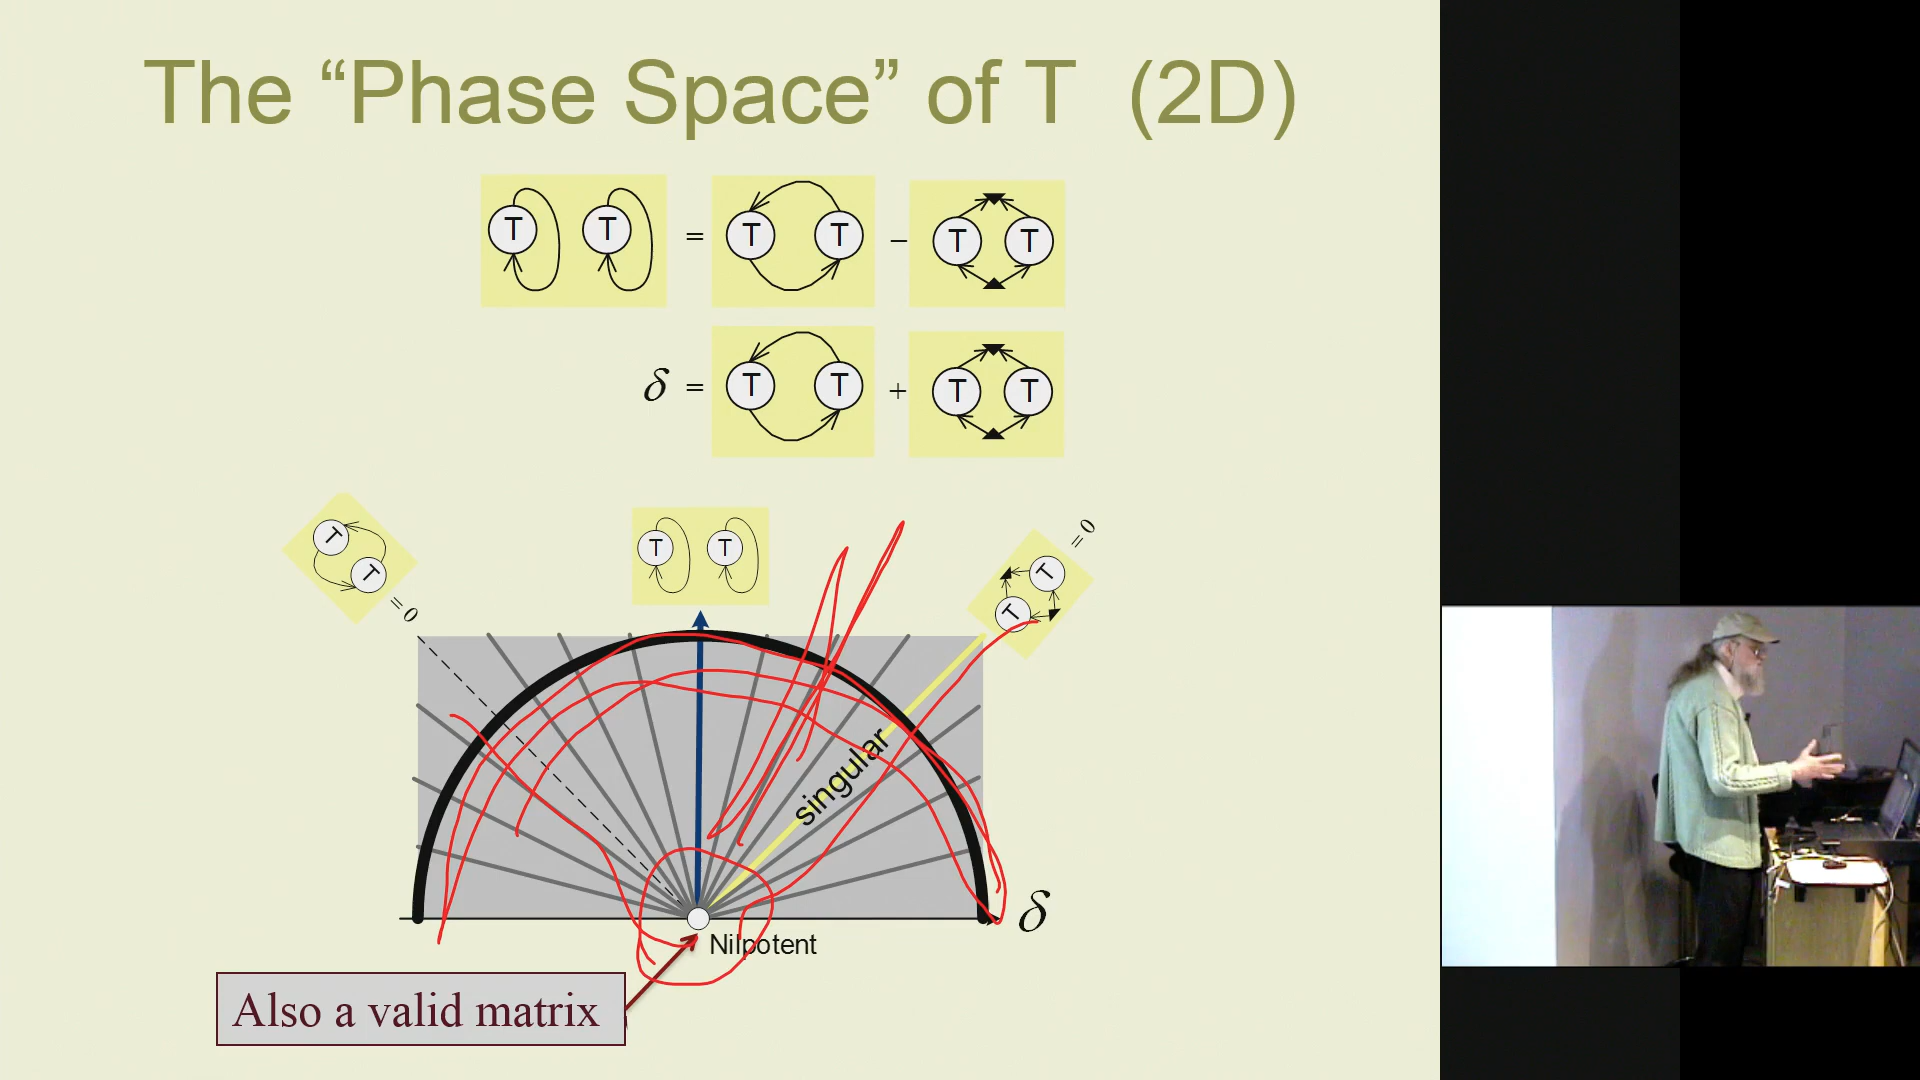 The “Phase Space” of T (2D)
T T = T T − T T
δ = T T + T T
T T = 0
T T
T T = 0
singular
δ
Nilpotent
Also a valid matrix